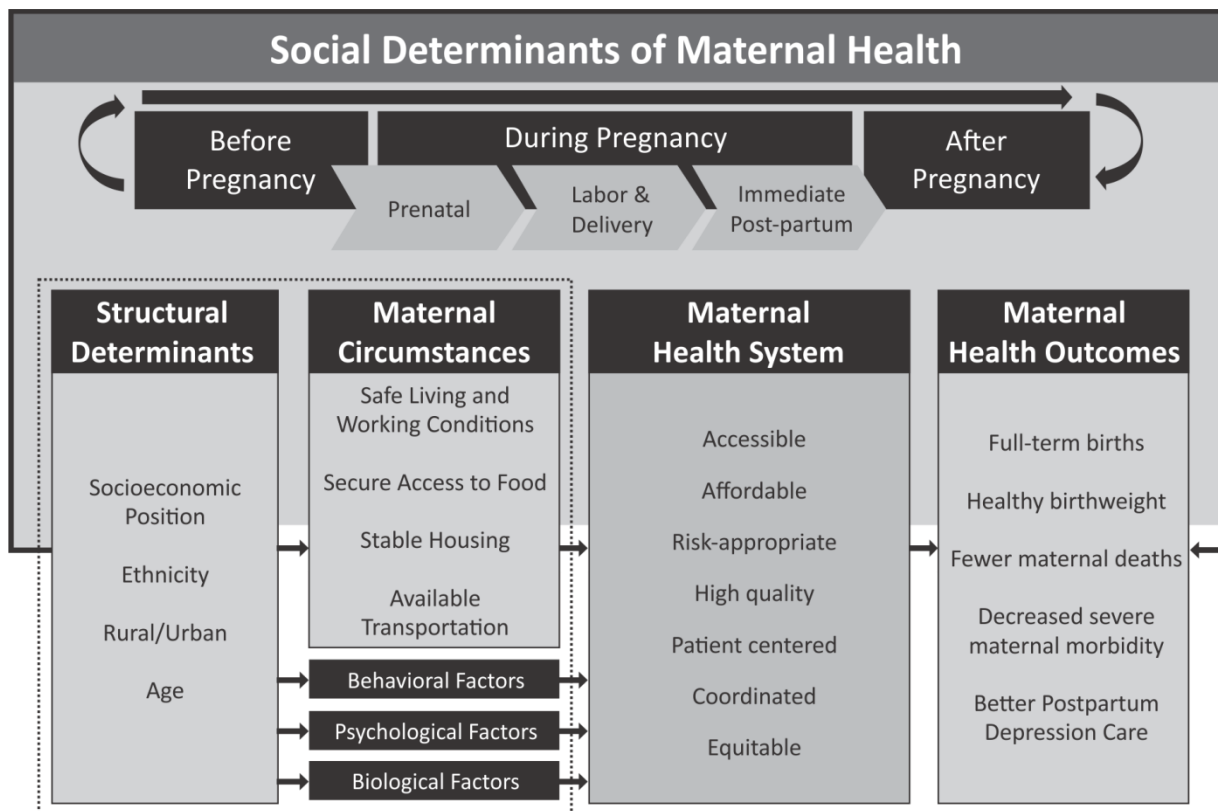 Social Determinants of Maternal Health
Before
Pregnancy
During Pregnancy
After
Pregnancy
Prenatal
Labor &
Delivery
Immediate
Post-partum
Structural
Determinants
Socioeconomic
Position
Ethnicity
Rural/Urban
Age
Maternal
Circumstances
Safe Living and
Working Conditions
Secure Access to Food
Stable Housing
Available
Transportation
Behavioral Factors
Psychological Factors
Biological Factors
Maternal
Health System
Accessible
Affordable
Risk-appropriate
High quality
Patient centered
Coordinated
Equitable
Maternal
Health Outcomes
Full-term births
Healthy birthweight
Fewer maternal deaths
Decreased severe
maternal morbidity
Better Postpartum
Depression Care